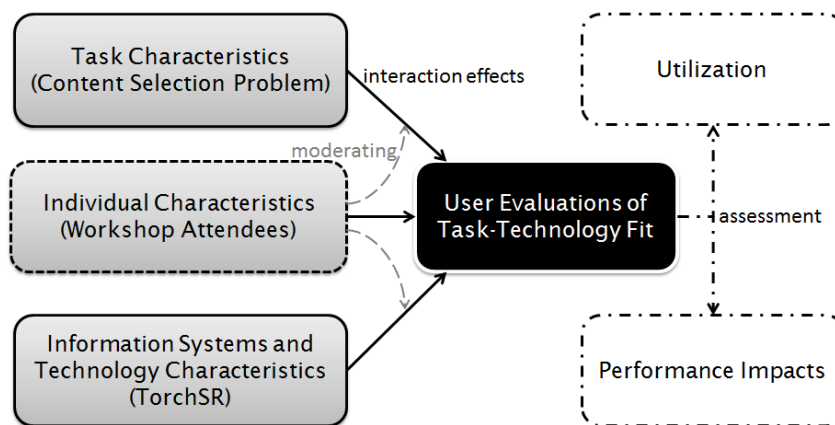 Task Characteristics
(Content Selection Problem)
interaction effects
Utilization
moderating
Individual Characteristics
(Workshop Attendees)
User Evaluations of
Task-Technology Fit
assessment
Information Systems and
Technology Characteristics
(TorchSR)
Performance Impacts